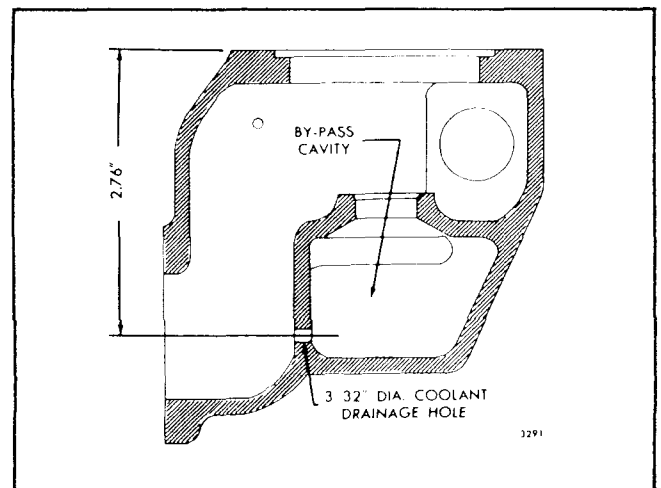 2.76"
BY-PASS
CAVITY
3 32" DIA. COOLANT
DRAINAGE HOLE
3291